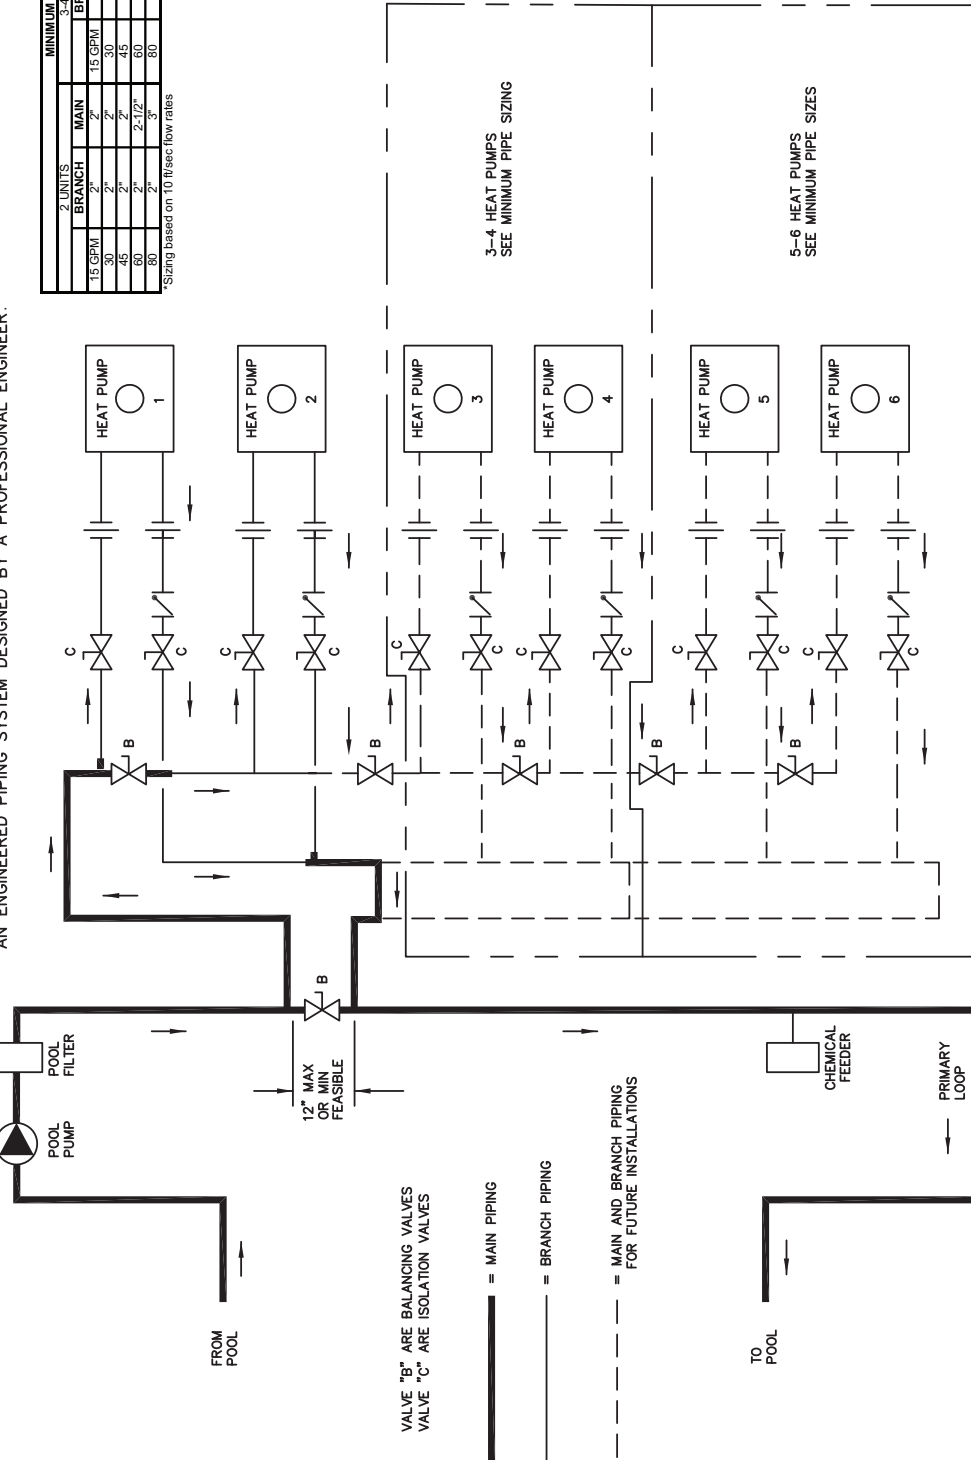 AN ENGINEERED PIPING SYSTEM DESIGNED BY A PROFESSIONAL ENGINEER.
MINIMUM
2 UNITS
BRANCH MAIN
15 GPM 2" 2" 15 GPM
30 2" 2" 30
45 2" 2" 45
60 2" 2-1/2" 60
80 2" 3" 80
*Sizing based on 10 ft/sec flow rates
3-4 HEAT PUMPS
SEE MINIMUM PIPE SIZING
5-6 HEAT PUMPS
SEE MINIMUM PIPE SIZES
HEAT PUMP
1
HEAT PUMP
2
HEAT PUMP
3
HEAT PUMP
4
HEAT PUMP
5
HEAT PUMP
6
C
C
C
C
C
C
C
C
C
C
C
C
B
B
B
B
B
B
POOL
FILTER
POOL
PUMP
12" MAX
OR MIN
FEASIBLE
CHEMICAL
FEEDER
PRIMARY
LOOP
FROM
POOL
TO
POOL
VALVE "B" ARE BALANCING VALVES
VALVE "C" ARE ISOLATION VALVES
= MAIN PIPING
= BRANCH PIPING
= MAIN AND BRANCH PIPING
FOR FUTURE INSTALLATIONS